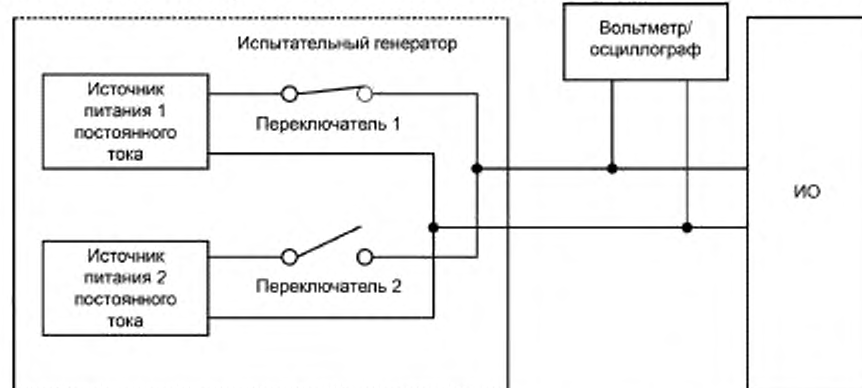 Испытательный генератор
Вольтметр/
осциллограф
Источник
питания 1
постоянного
тока
Переключатель 1
ИО
Источник
питания 2
постоянного
тока
Переключатель 2